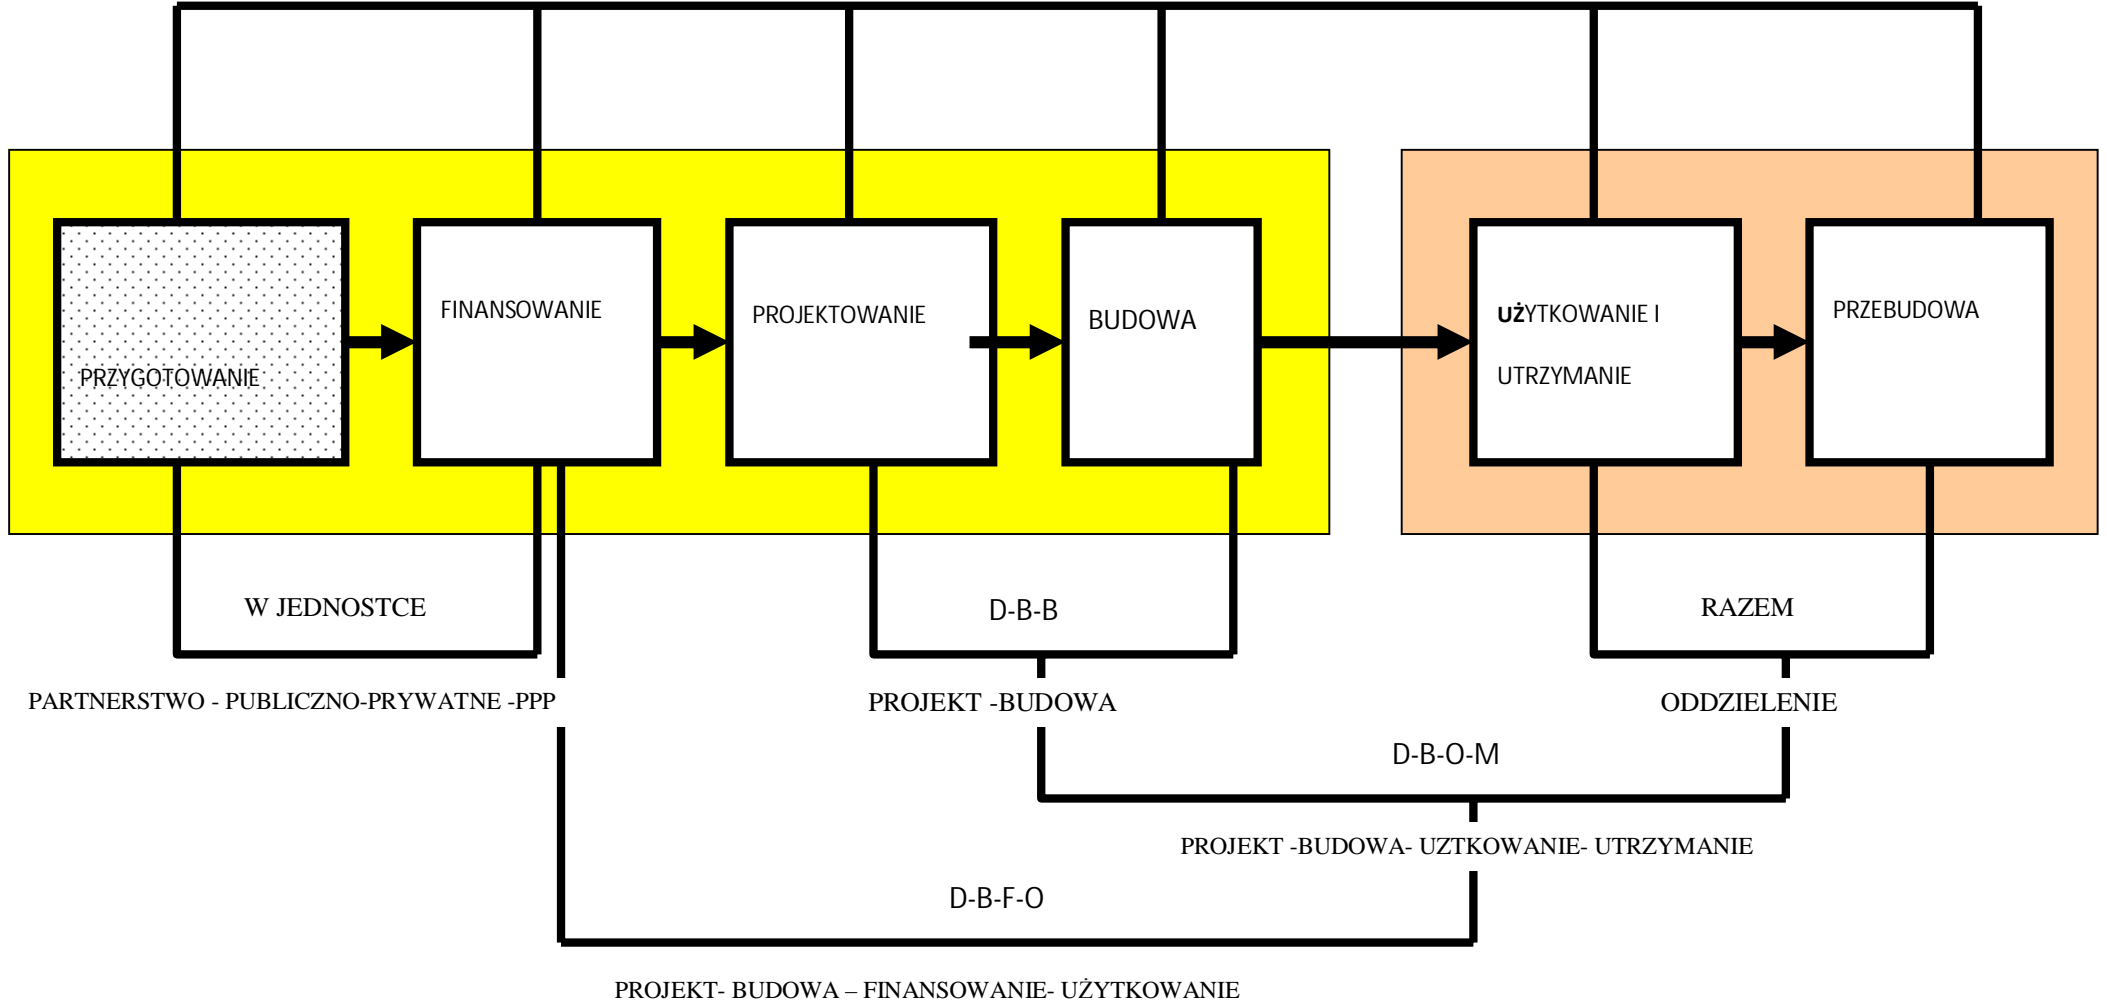 FINANSOWANIE
PROJEKTOWANIE
BUDOWA
UŻYTKOWANIE I
UTRZYMANIE
PRZEBUDOWA
PRZYGOTOWANIE
W JEDNOSTCE
D-B-B
RAZEM
PARTNERSTWO - PUBLICZNO-PRYWATNE -PPP
PROJEKT -BUDOWA
ODDZIELENIE
D-B-O-M
PROJEKT -BUDOWA- UZTKOWANIE- UTRZYMANIE
D-B-F-O
PROJEKT- BUDOWA – FINANSOWANIE- UŻYTKOWANIE